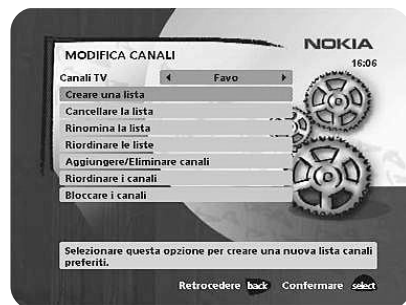 NOKIA
MODIFICA CANALI
16:06
Canali TV Favo
Creare una lista
Cancellare la lista
Rinomina la lista
Riordinare le liste
Aggiungere/Eliminare canali
Riordinare i canali
Bloccare i canali
Selezionare questa opzione per creare una nuova lista canali
preferiti.
Retrocedere back Confermare select